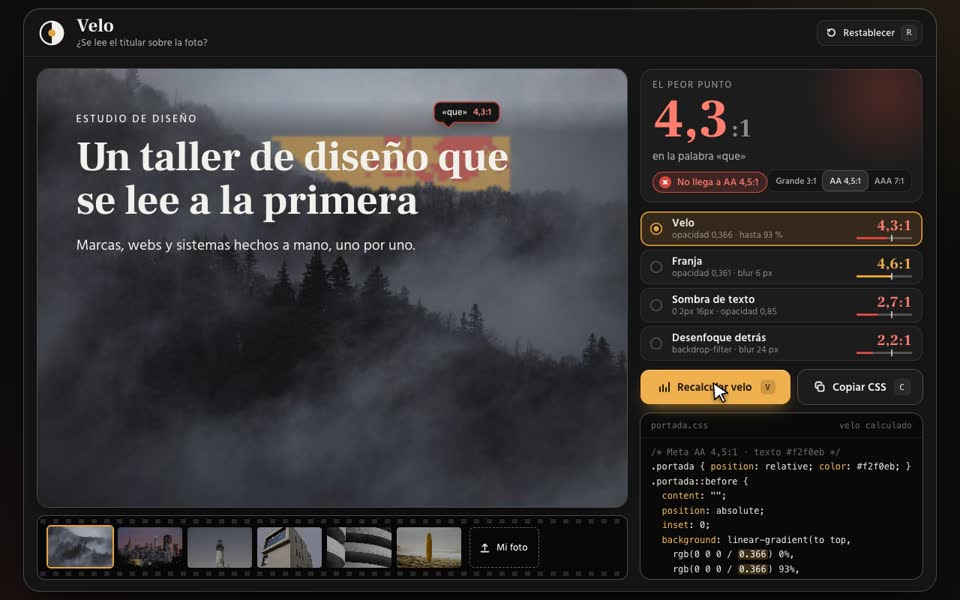 Velo
¿Se lee el titular sobre la foto?
Restablecer R
ESTUDIO DE DISEÑO
«que» 4,3:1
Un taller de diseño que
se lee a la primera
Marcas, webs y sistemas hechos a mano, uno por uno.
Mi foto
EL PEOR PUNTO
4,3 :1
en la palabra «que»
No llega a AA 4,5:1 Grande 3:1 AA 4,5:1 AAA 7:1
Velo 4,3:1
opacidad 0,366 · hasta 93 %
Franja 4,6:1
opacidad 0,361 · blur 6 px
Sombra de texto 2,7:1
0 2px 16px · opacidad 0,85
Desenfoque detrás 2,2:1
backdrop-filter · blur 24 px
Recalcular velo V
Copiar CSS C
portada.css velo calculado
/* Meta AA 4,5:1 · texto #f2f0eb */
.portada { position: relative; color: #f2f0eb; }
.portada::before {
content: "";
position: absolute;
inset: 0;
background: linear-gradient(to top,
rgb(0 0 0 / 0.366) 0%,
rgb(0 0 0 / 0.366) 93%,